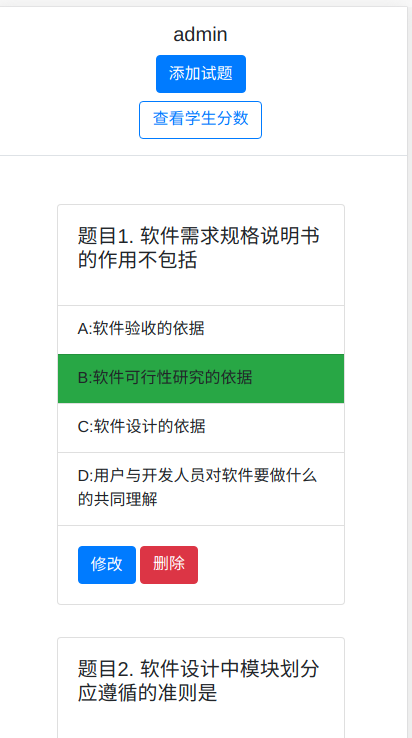 admin
添加试题
查看学生分数
题目1. 软件需求规格说明书
的作用不包括
A:软件验收的依据
B:软件可行性研究的依据
C:软件设计的依据
D:用户与开发人员对软件要做什么
的共同理解
修改 删除
题目2. 软件设计中模块划分
应遵循的准则是